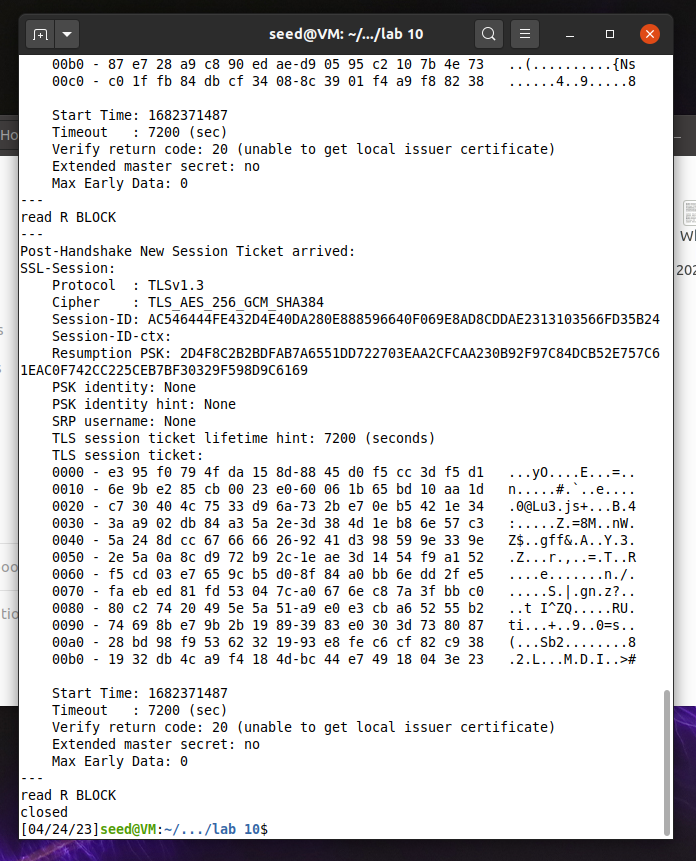 seed@VM: ~/.../lab 10
00b0 - 87 e7 28 a9 c8 90 ed ae-d9 05 95 c2 10 7b 4e 73   ..(..........{Ns
00c0 - c0 1f fb 84 db cf 34 08-8c 39 01 f4 a9 f8 82 38   ......4..9.....8
Start Time: 1682371487
Timeout   : 7200 (sec)
Verify return code: 20 (unable to get local issuer certificate)
Extended master secret: no
Max Early Data: 0
---
read R BLOCK
---
Post-Handshake New Session Ticket arrived:
SSL-Session:
Protocol  : TLSv1.3
Cipher    : TLS_AES_256_GCM_SHA384
Session-ID: AC546444FE432D4E40DA280E888596640F069E8AD8CDDAE2313103566FD35B24
Session-ID-ctx:
Resumption PSK: 2D4F8C2B2BDFAB7A6551DD722703EAA2CFCAA230B92F97C84DCB52E757C6
1EAC0F742CC225CEB7BF30329F598D9C6169
PSK identity: None
PSK identity hint: None
SRP username: None
TLS session ticket lifetime hint: 7200 (seconds)
TLS session ticket:
0000 - e3 95 f0 79 4f da 15 8d-88 45 d0 f5 cc 3d f5 d1   ...yO....E...=..
0010 - 6e 9b e2 85 cb 00 23 e0-60 06 1b 65 bd 10 aa 1d   n.....#.`..e....
0020 - c7 30 40 4c 75 33 d9 6a-73 2b e7 0e b5 42 1e 34   .0@Lu3.js+...B.4
0030 - 3a a9 02 db 84 a3 5a 2e-3d 38 4d 1e b8 6e 57 c3   :.....Z.=8M..nW.
0040 - 5a 24 8d cc 67 66 66 26-92 41 d3 98 59 9e 33 9e   Z$..gff&.A..Y.3.
0050 - 2e 5a 0a 8c d9 72 b9 2c-1e ae 3d 14 54 f9 a1 52   .Z...r.,..=.T..R
0060 - f5 cd 03 e7 65 9c b5 d0-8f 84 a0 bb 6e dd 2f e5   ....e.......n./.
0070 - fa eb ed 81 fd 53 04 7c-a0 67 6e c8 7a 3f bb c0   .....S.|.gn.z?..
0080 - 80 c2 74 20 49 5e 5a 51-a9 e0 e3 cb a6 52 55 b2   ..t I^ZQ.....RU.
0090 - 74 69 8b e7 9b 2b 19 89-39 83 e0 30 3d 73 80 87   ti...+..9..0=s..
00a0 - 28 bd 98 f9 53 62 32 19-93 e8 fe c6 cf 82 c9 38   (...Sb2........8
00b0 - 19 32 db 4c a9 f4 18 4d-bc 44 e7 49 18 04 3e 23   .2.L...M.D.I..>#
Start Time: 1682371487
Timeout   : 7200 (sec)
Verify return code: 20 (unable to get local issuer certificate)
Extended master secret: no
Max Early Data: 0
---
read R BLOCK
closed
[04/24/23]seed@VM:~/.../lab 10$